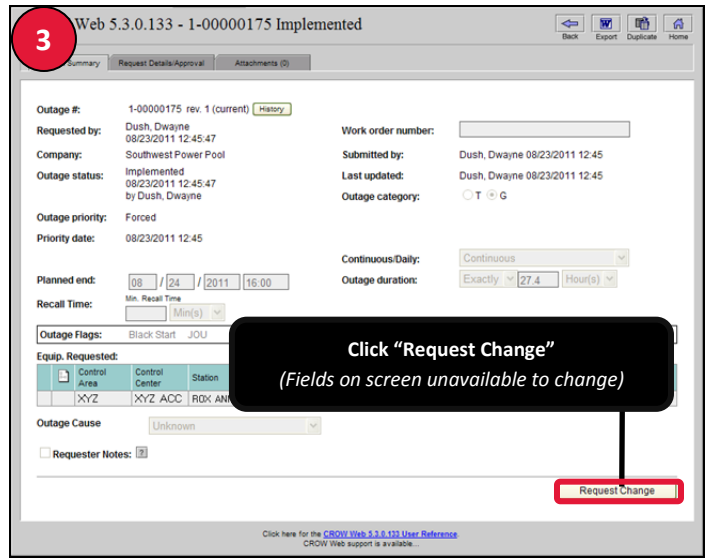 3
Web 5.3.0.133 - 1-00000175 Implemented
Back Export Duplicate Home
Summary Request Details/Approval Attachments (0)
Outage #: 1-00000175 rev. 1 (current) History
Requested by: Dush, Dwayne
08/23/2011 12:45:47
Work order number:
Company: Southwest Power Pool
Submitted by: Dush, Dwayne 08/23/2011 12:45
Outage status: Implemented
08/23/2011 12:45:47
by Dush, Dwayne
Last updated: Dush, Dwayne 08/23/2011 12:45
Outage category: T G
Outage priority: Forced
Priority date: 08/23/2011 12:45
Continuous/Daily: Continuous
Planned end: 08 / 24 / 2011 16:00
Outage duration: Exactly 27.4 Hour(s)
Recall Time: Min. Recall Time
Min(s)
Outage Flags: Black Start JOU
Click “Request Change”
(Fields on screen unavailable to change)
Equip. Requested:
Control Area Control Center Station
XYZ XYZ ACC ROX
Outage Cause Unknown
Requester Notes: ?
Request Change
Click here for the CROW Web 5.3.0.133 User Reference.
CROW Web support is available...